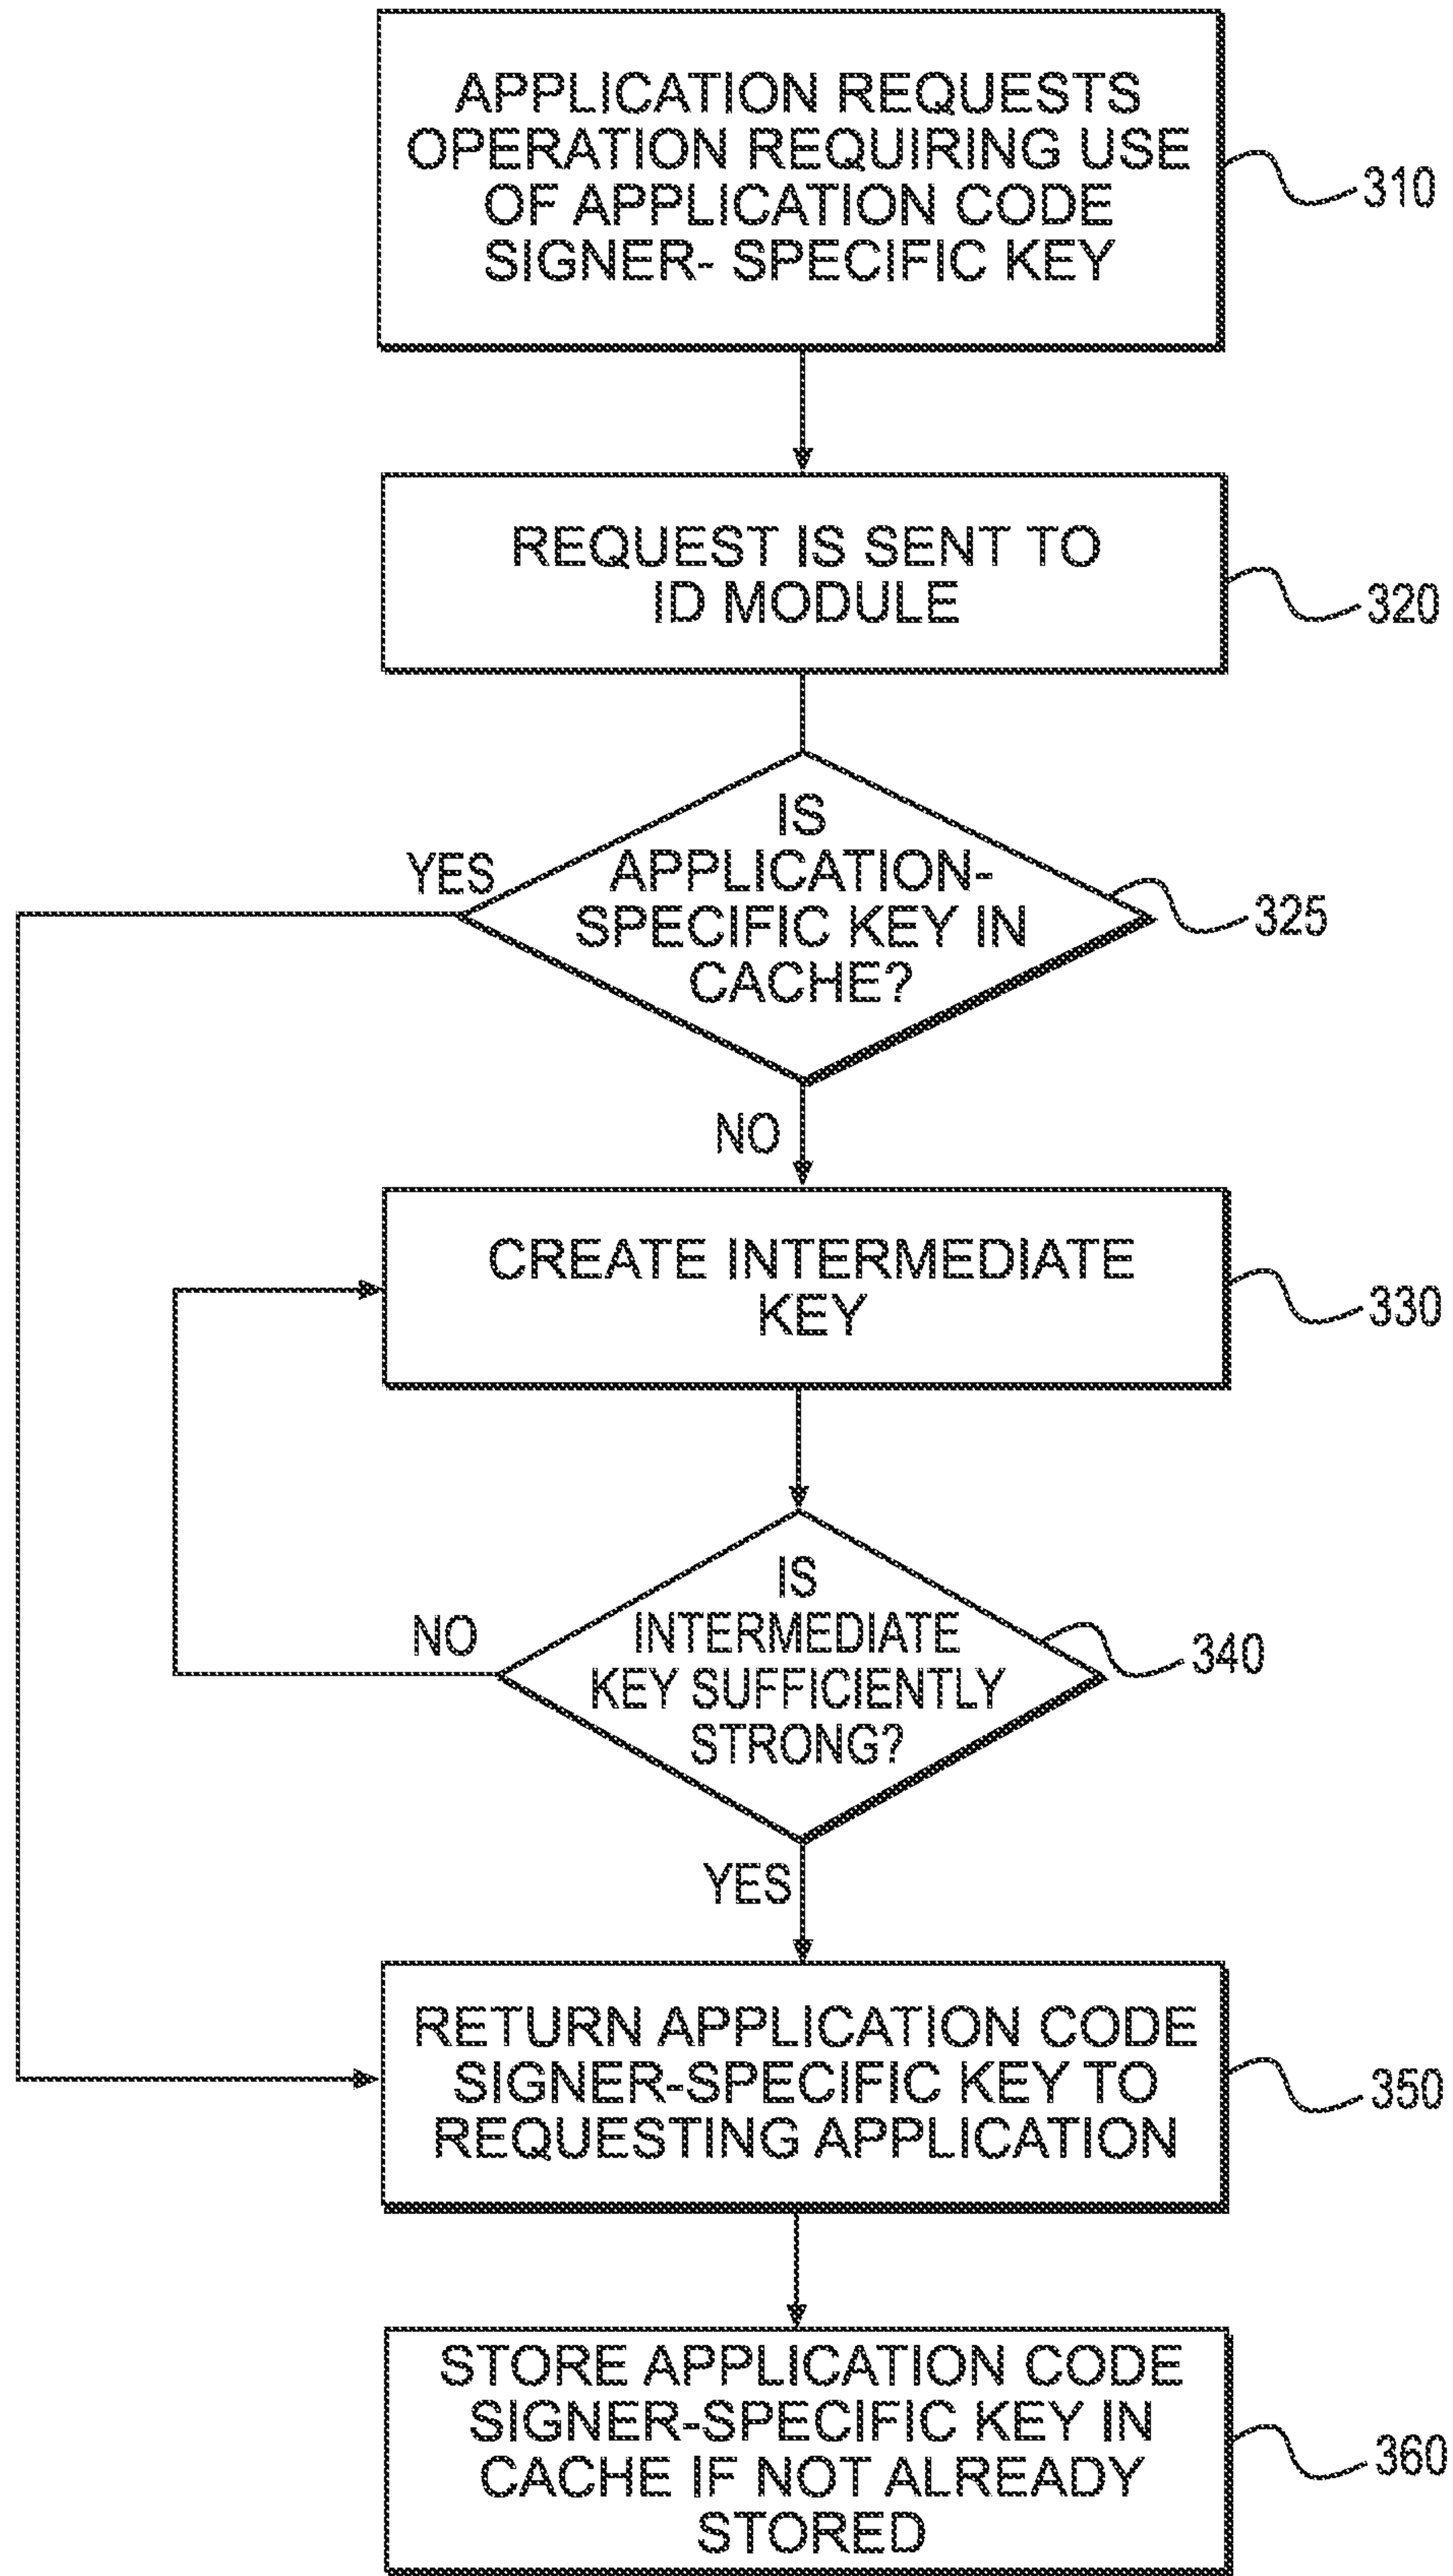 APPLICATION REQUESTS
OPERATION REQUIRING USE
OF APPLICATION CODE
SIGNER- SPECIFIC KEY
310
REQUEST IS SENT TO
ID MODULE
320
IS
APPLICATION-
SPECIFIC KEY IN
CACHE?
YES
325
NO
CREATE INTERMEDIATE
KEY
330
IS
INTERMEDIATE
KEY SUFFICIENTLY
STRONG?
NO
340
YES
RETURN APPLICATION CODE
SIGNER-SPECIFIC KEY TO
REQUESTING APPLICATION
350
STORE APPLICATION CODE
SIGNER-SPECIFIC KEY IN
CACHE IF NOT ALREADY
STORED
360